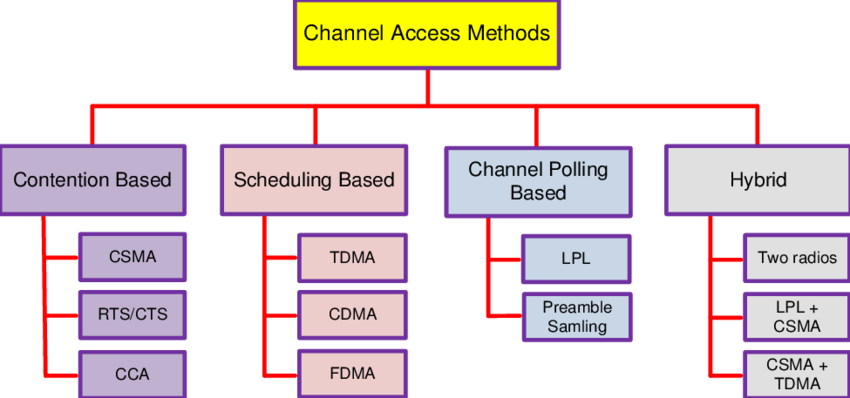 Channel Access Methods
Contention Based
Scheduling Based
Channel Polling
Based
Hybrid
CSMA
RTS/CTS
CCA
TDMA
CDMA
FDMA
LPL
Preamble
Samling
Two radios
LPL +
CSMA
CSMA +
TDMA